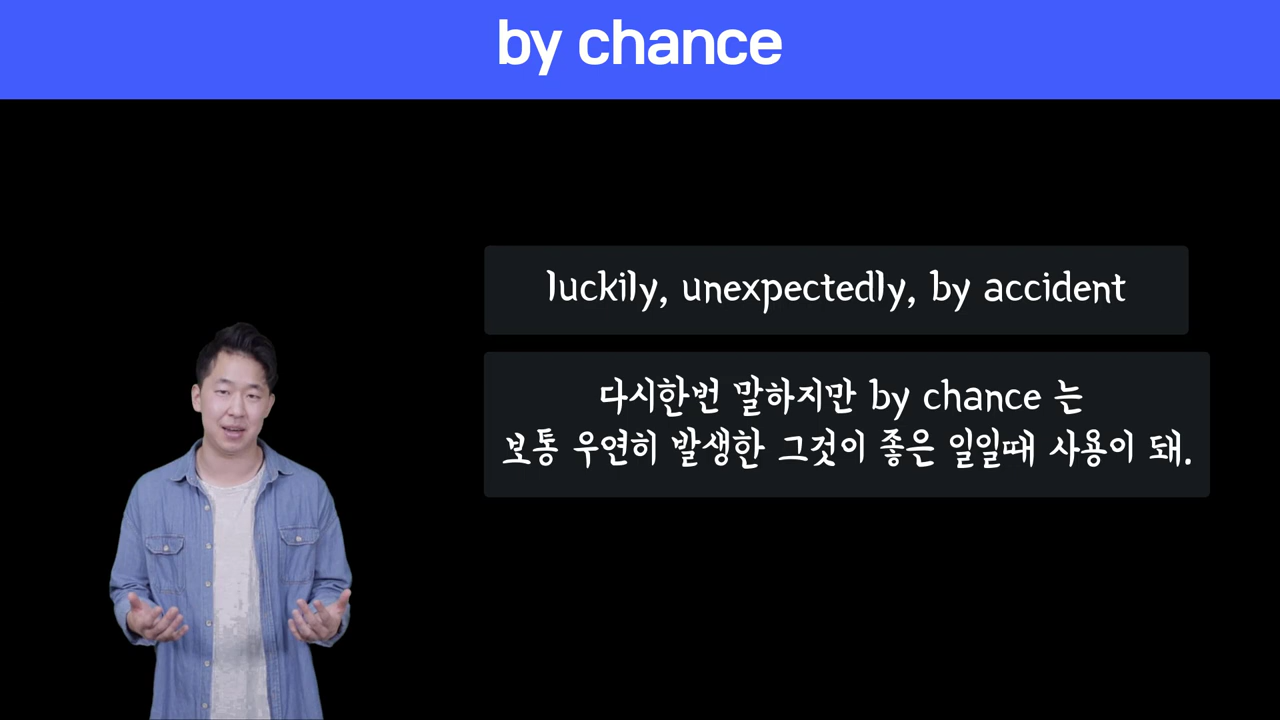 by chance
luckily, unexpectedly, by accident
다시한번 말하지만 by chance 는
보통 우연히 발생한 그것이 좋은 일일때 사용이 돼.